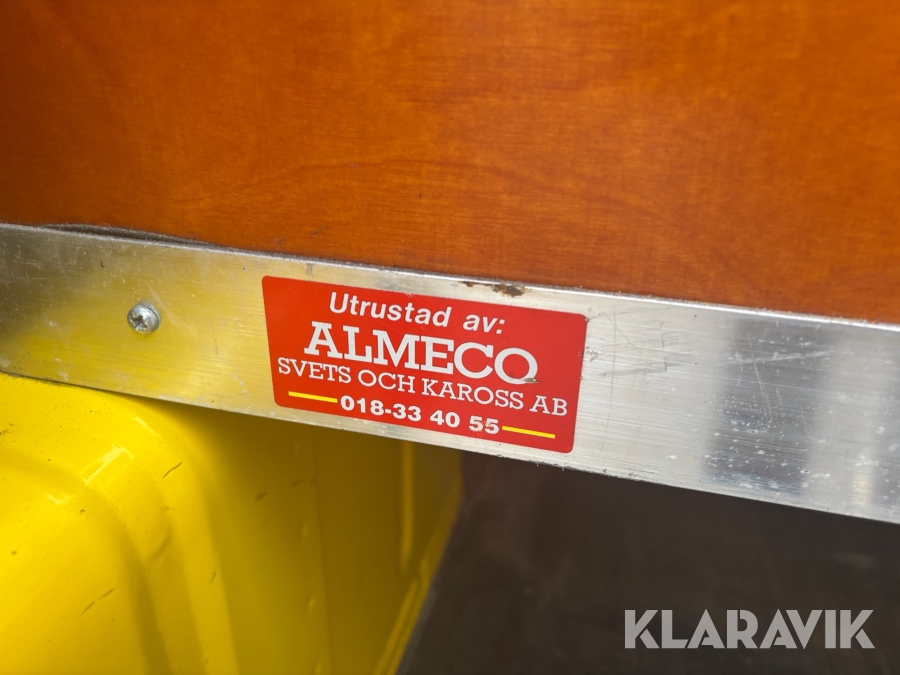 Utrustad av:
ALMECO
SVETS OCH KAROSS AB
018-33 40 55
KLARAVIK